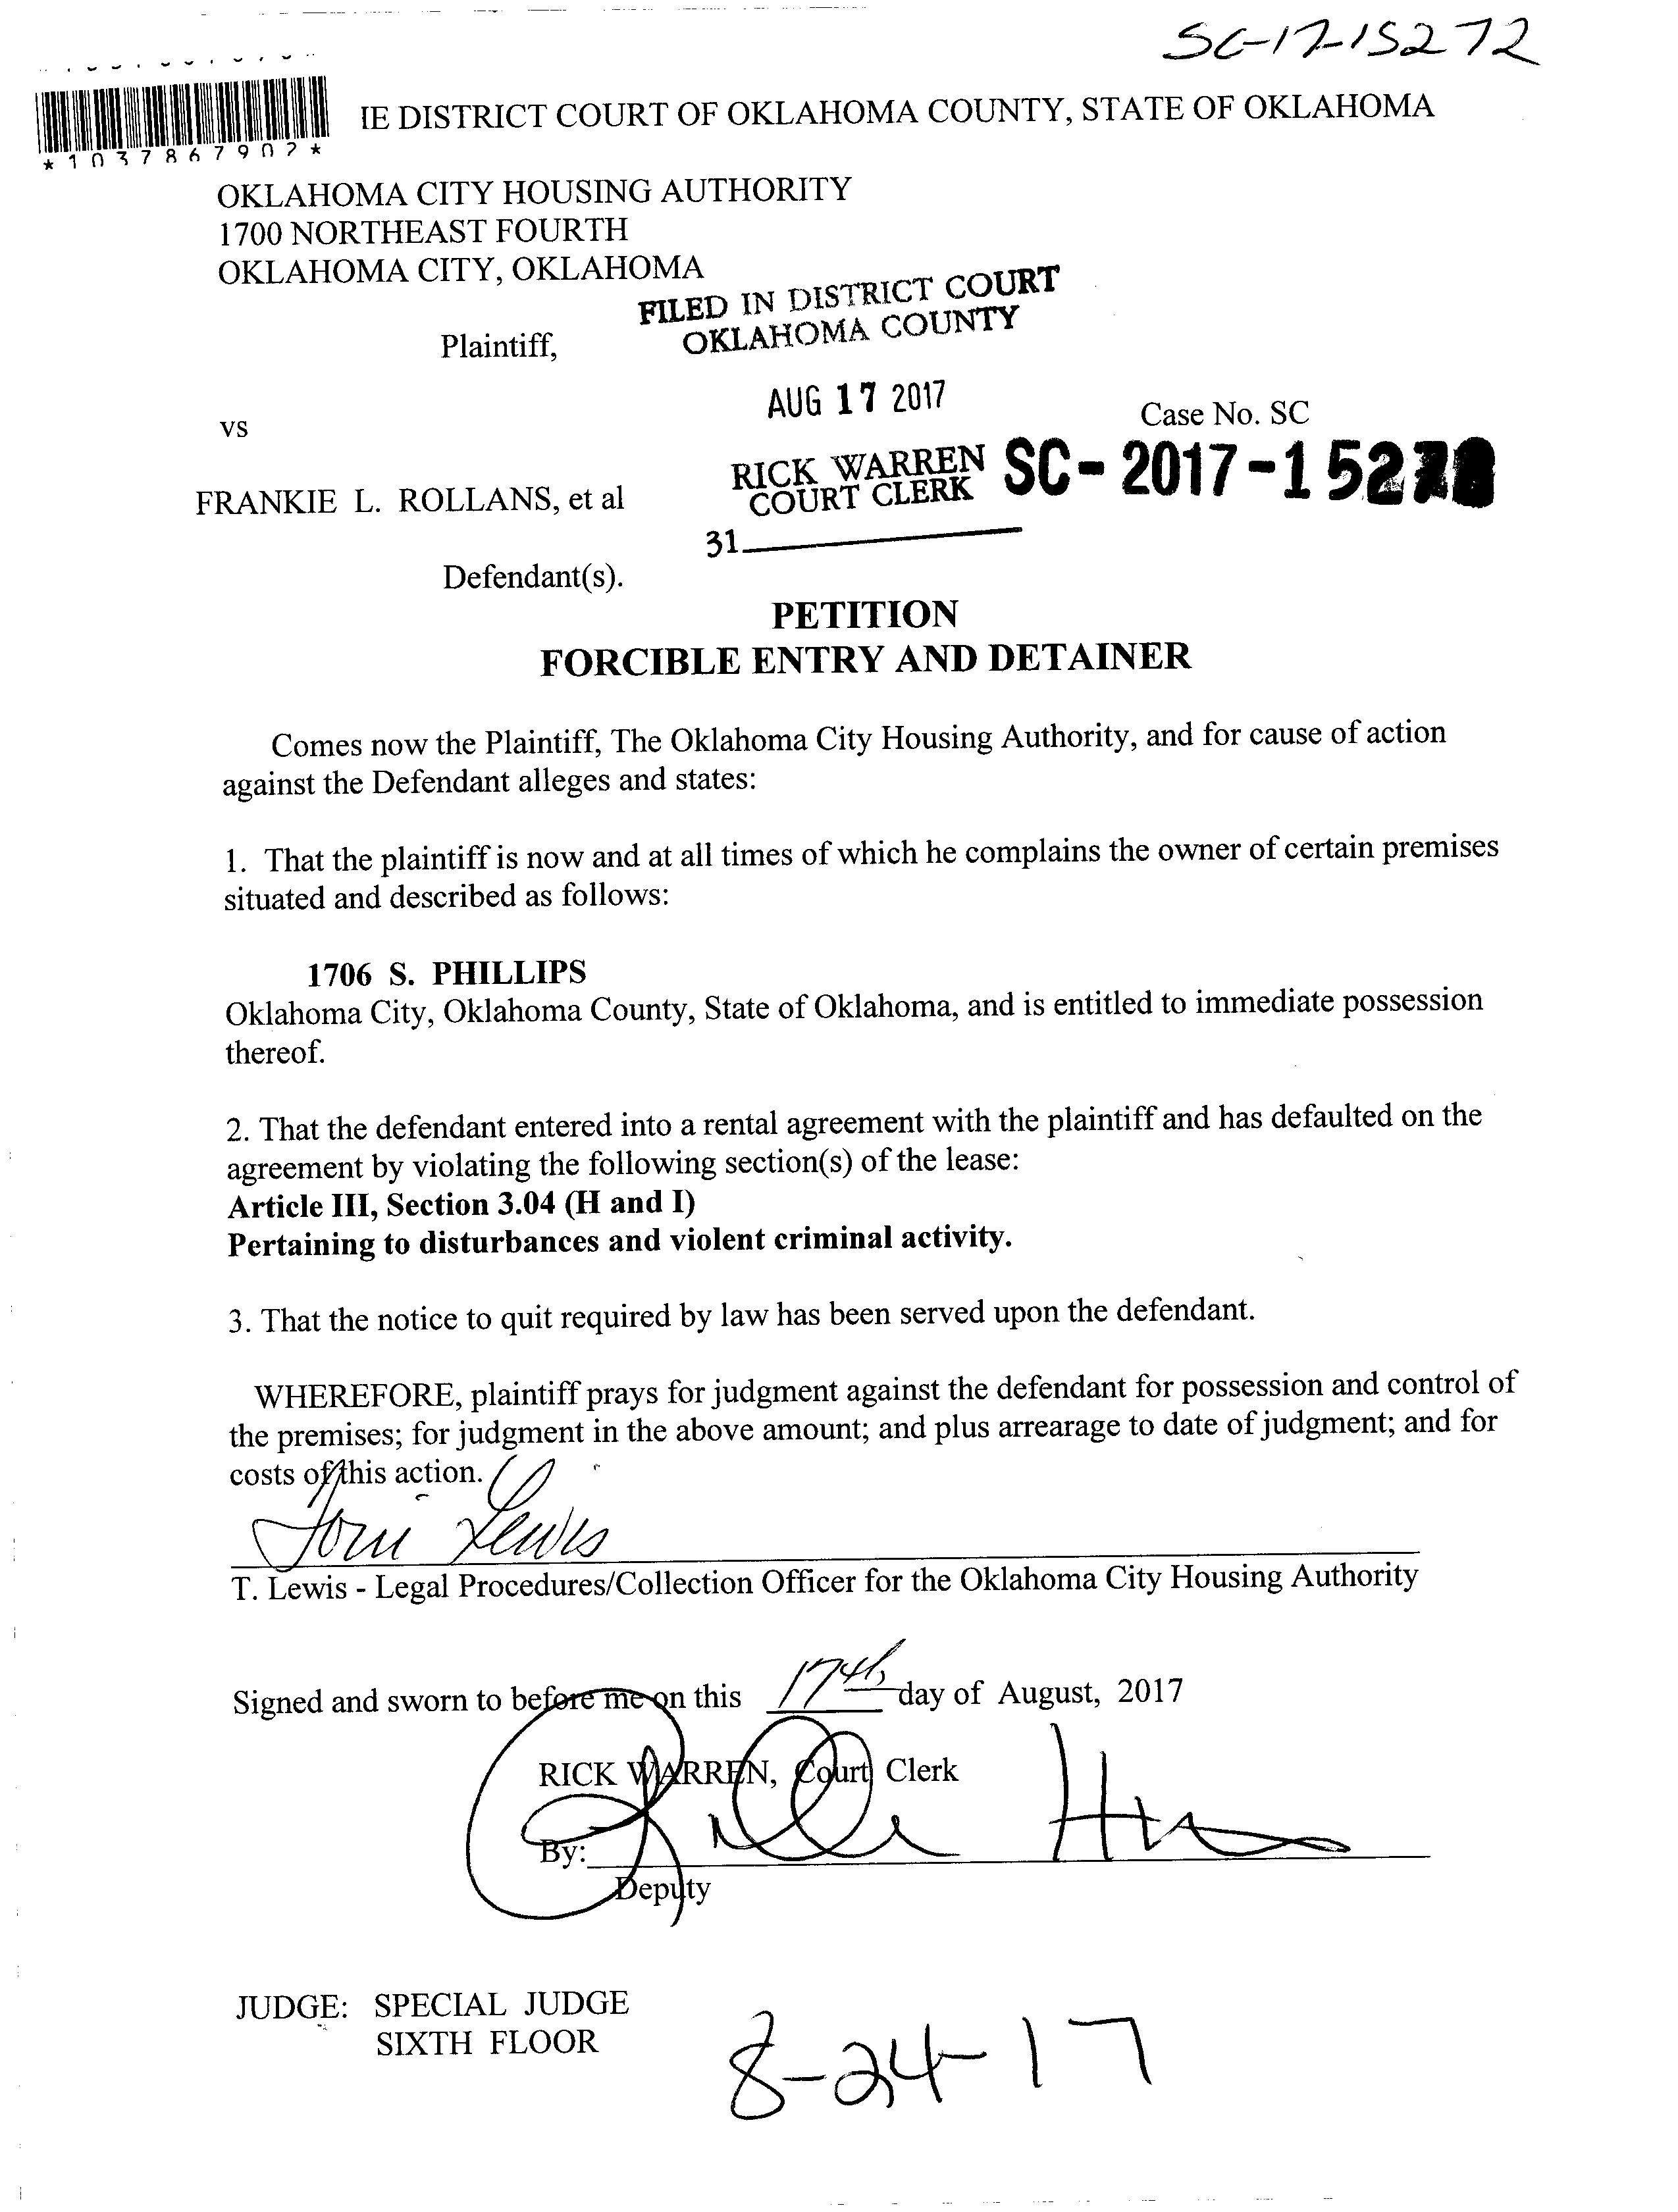 SC-17-15272
IE DISTRICT COURT OF OKLAHOMA COUNTY, STATE OF OKLAHOMA
*1037867902*
OKLAHOMA CITY HOUSING AUTHORITY
1700 NORTHEAST FOURTH
OKLAHOMA CITY, OKLAHOMA
FILED IN DISTRICT COURT
OKLAHOMA COUNTY
Plaintiff,
AUG 17 2017
vs
Case No. SC
RICK WARREN
COURT CLERK
SC-2017-152
FRANKIE L. ROLLANS, et al
31
Defendant(s).
PETITION
FORCIBLE ENTRY AND DETAINER
Comes now the Plaintiff, The Oklahoma City Housing Authority, and for cause of action
against the Defendant alleges and states:
1. That the plaintiff is now and at all times of which he complains the owner of certain premises
situated and described as follows:
1706 S. PHILLIPS
Oklahoma City, Oklahoma County, State of Oklahoma, and is entitled to immediate possession
thereof.
2. That the defendant entered into a rental agreement with the plaintiff and has defaulted on the
agreement by violating the following section(s) of the lease:
Article III, Section 3.04 (H and I)
Pertaining to disturbances and violent criminal activity.
3. That the notice to quit required by law has been served upon the defendant.
WHEREFORE, plaintiff prays for judgment against the defendant for possession and control of
the premises; for judgment in the above amount; and plus arrearage to date of judgment; and for
costs of this action.
Lewis
T. Lewis - Legal Procedures/Collection Officer for the Oklahoma City Housing Authority
Signed and sworn to before me on this 17th day of August, 2017
RICK WARREN, Court Clerk
By:
Deputy
JUDGE: SPECIAL JUDGE
SIXTH FLOOR
8-24-17